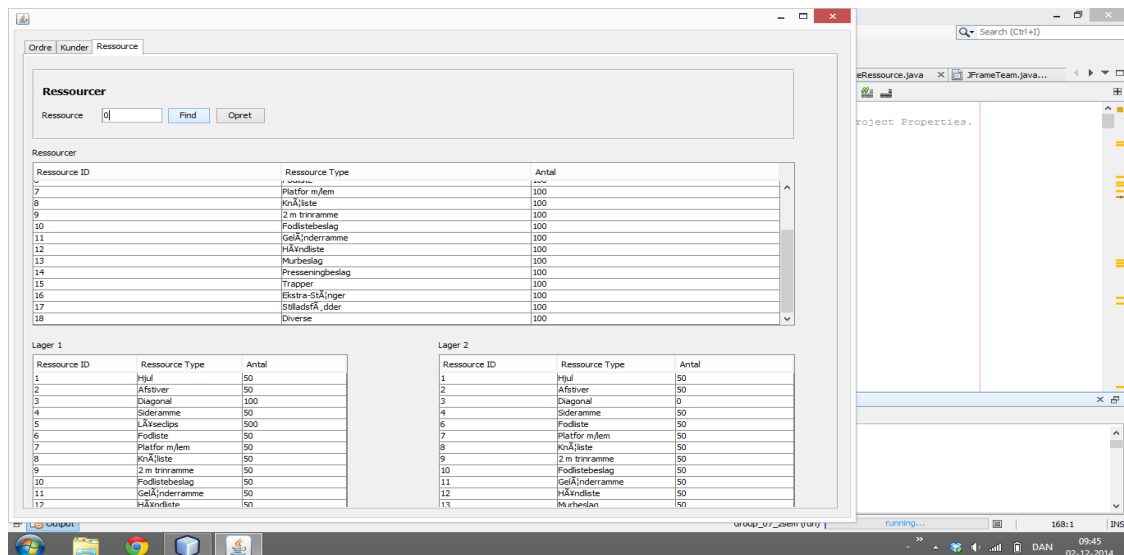 Ordre Kunder Ressource
Search (Ctrl+I)
eRessource.java JFrameTeam.java...
Ressourcer
Ressource 0 Find Opret
roject Properties.
Ressourcer
Ressource ID Ressource Type Antal
7 Platfor m/lem 100
8 KnÃ¦liste 100
9 2 m trinramme 100
10 Fodlistebeslag 100
11 GelÃ¦nderramme 100
12 HÃ¥ndliste 100
13 Murbeslag 100
14 Presseningbeslag 100
15 Trapper 100
16 Ekstra-StÃ¦nger 100
17 StilladsfÃ¸dder 100
18 Diverse 100
Lager 1
Ressource ID Ressource Type Antal
1 Hjul 50
2 Afstiver 50
3 Diagonal 100
4 Sideramme 50
5 LÃ¥seclips 500
6 Fodliste 50
7 Platfor m/lem 50
8 KnÃ¦liste 50
9 2 m trinramme 50
10 Fodlistebeslag 50
11 GelÃ¦nderramme 50
12 HÃ¥ndliste 50
Lager 2
Ressource ID Ressource Type Antal
1 Hjul 50
2 Afstiver 50
3 Diagonal 0
4 Sideramme 50
6 Fodliste 50
7 Platfor m/lem 50
8 KnÃ¦liste 50
9 2 m trinramme 50
10 Fodlistebeslag 50
11 GelÃ¦nderramme 50
12 HÃ¥ndliste 50
13 Murbeslag 50
Output Group_07_2sem (run) running... 168:1 INS
DAN 09:45
02-12-2014